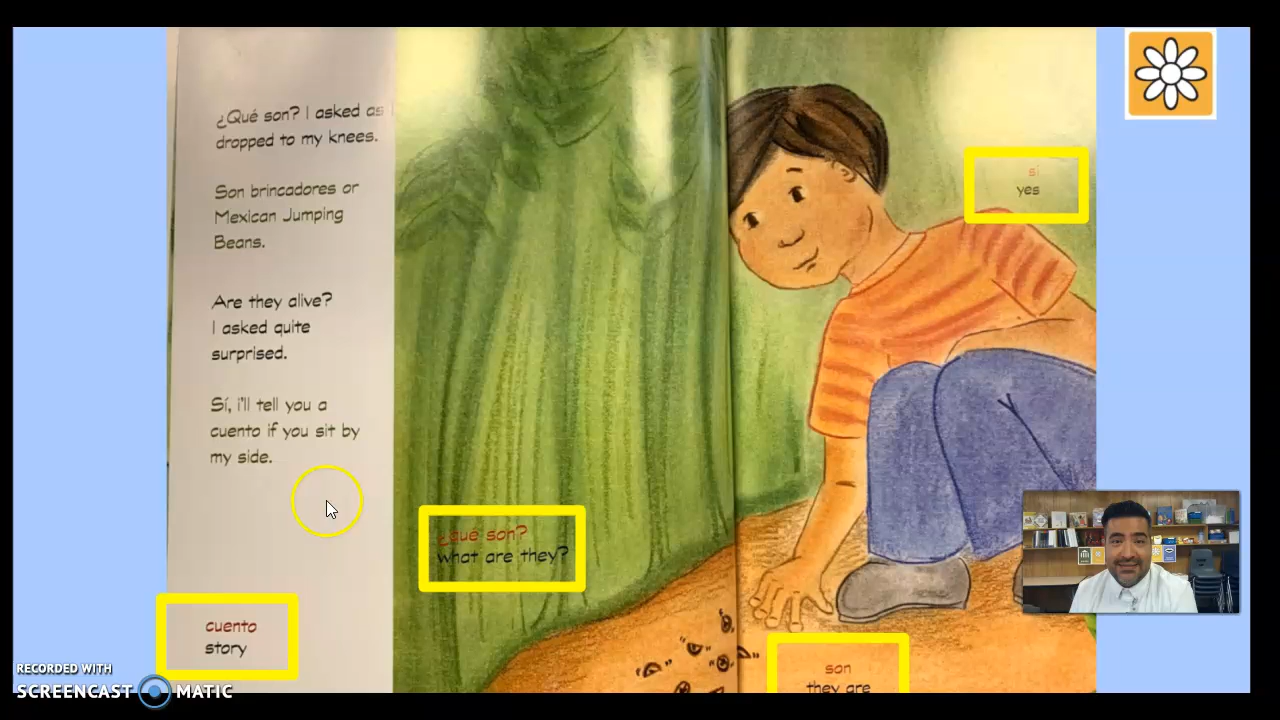 ¿Qué son? I asked as I
dropped to my knees.
Son brincadores or
Mexican Jumping
Beans.
Are they alive?
I asked quite
surprised.
Sí, i'll tell you a
cuento if you sit by
my side.
sí
yes
¿qué son?
what are they?
cuento
story
son
they are
RECORDED WITH
SCREENCAST MATIC